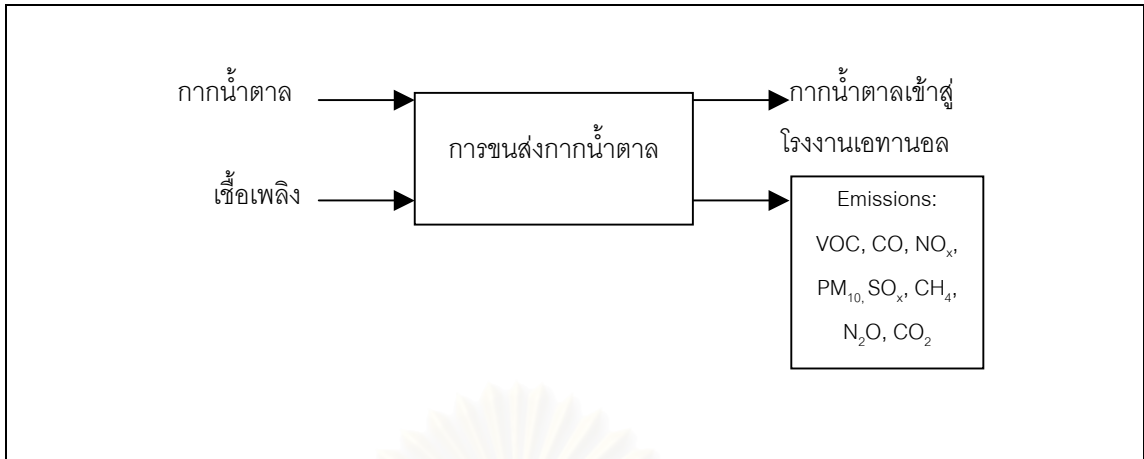 กากน้ำตาล
เชื้อเพลิง
การขนส่งกากน้ำตาล
กากน้ำตาลเข้าสู่
โรงงานเอทานอล
Emissions:
VOC, CO, NOₓ,
PM₁₀, SOₓ, CH₄,
N₂O, CO₂